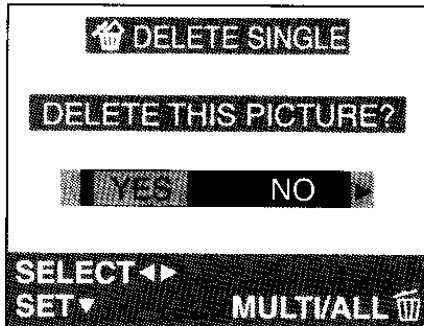 DELETE SINGLE
DELETE THIS PICTURE?
YES NO
SELECT◄►
SET▼ MULTI/ALL